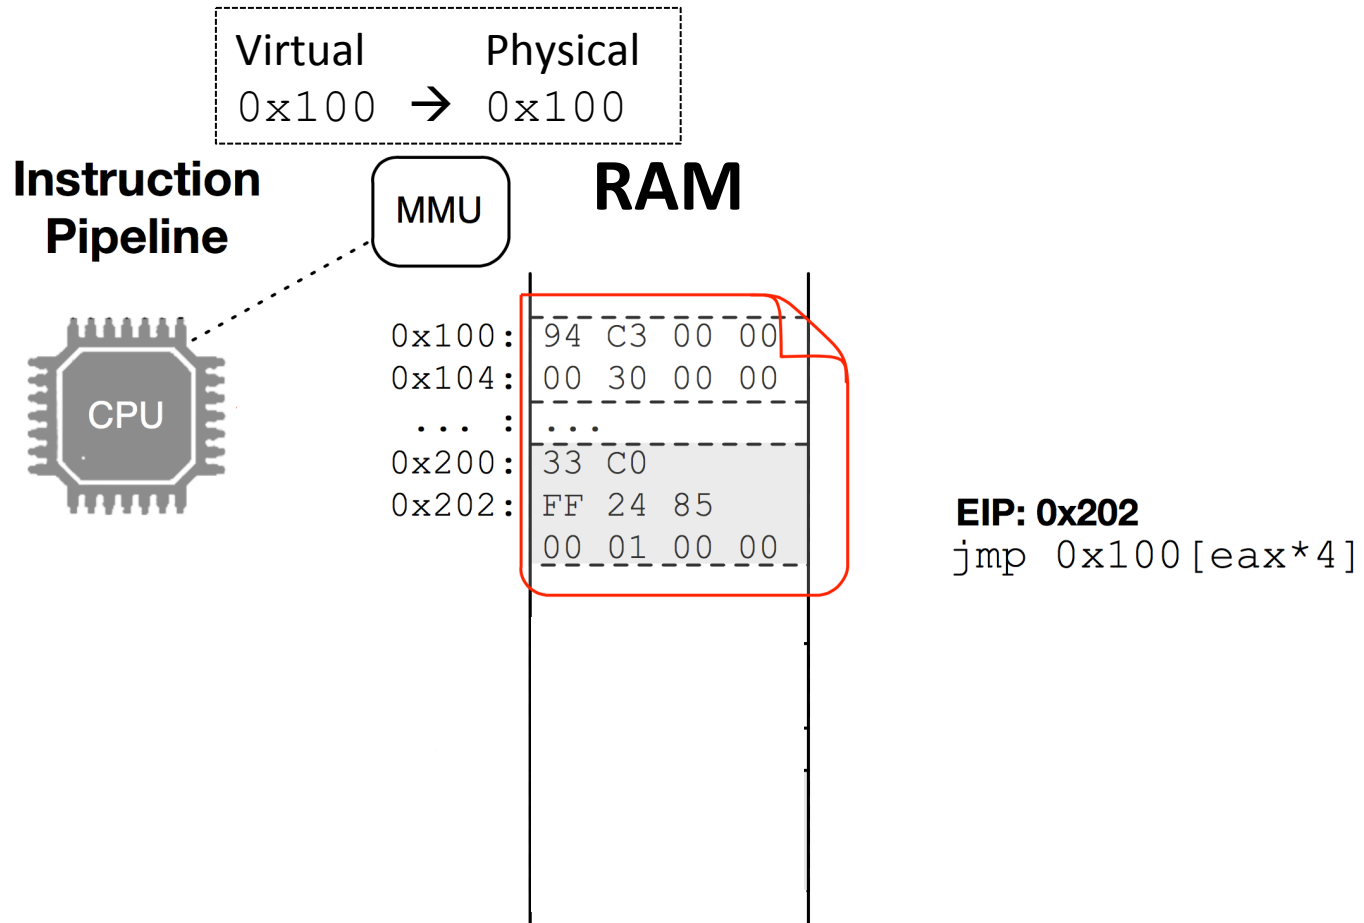 Virtual Physical
0x100 → 0x100
Instruction
Pipeline
MMU
RAM
CPU
0x100: 94 C3 00 00
0x104: 00 30 00 00
... : ...
0x200: 33 C0
0x202: FF 24 85
00 01 00 00
EIP: 0x202
jmp 0x100[eax*4]